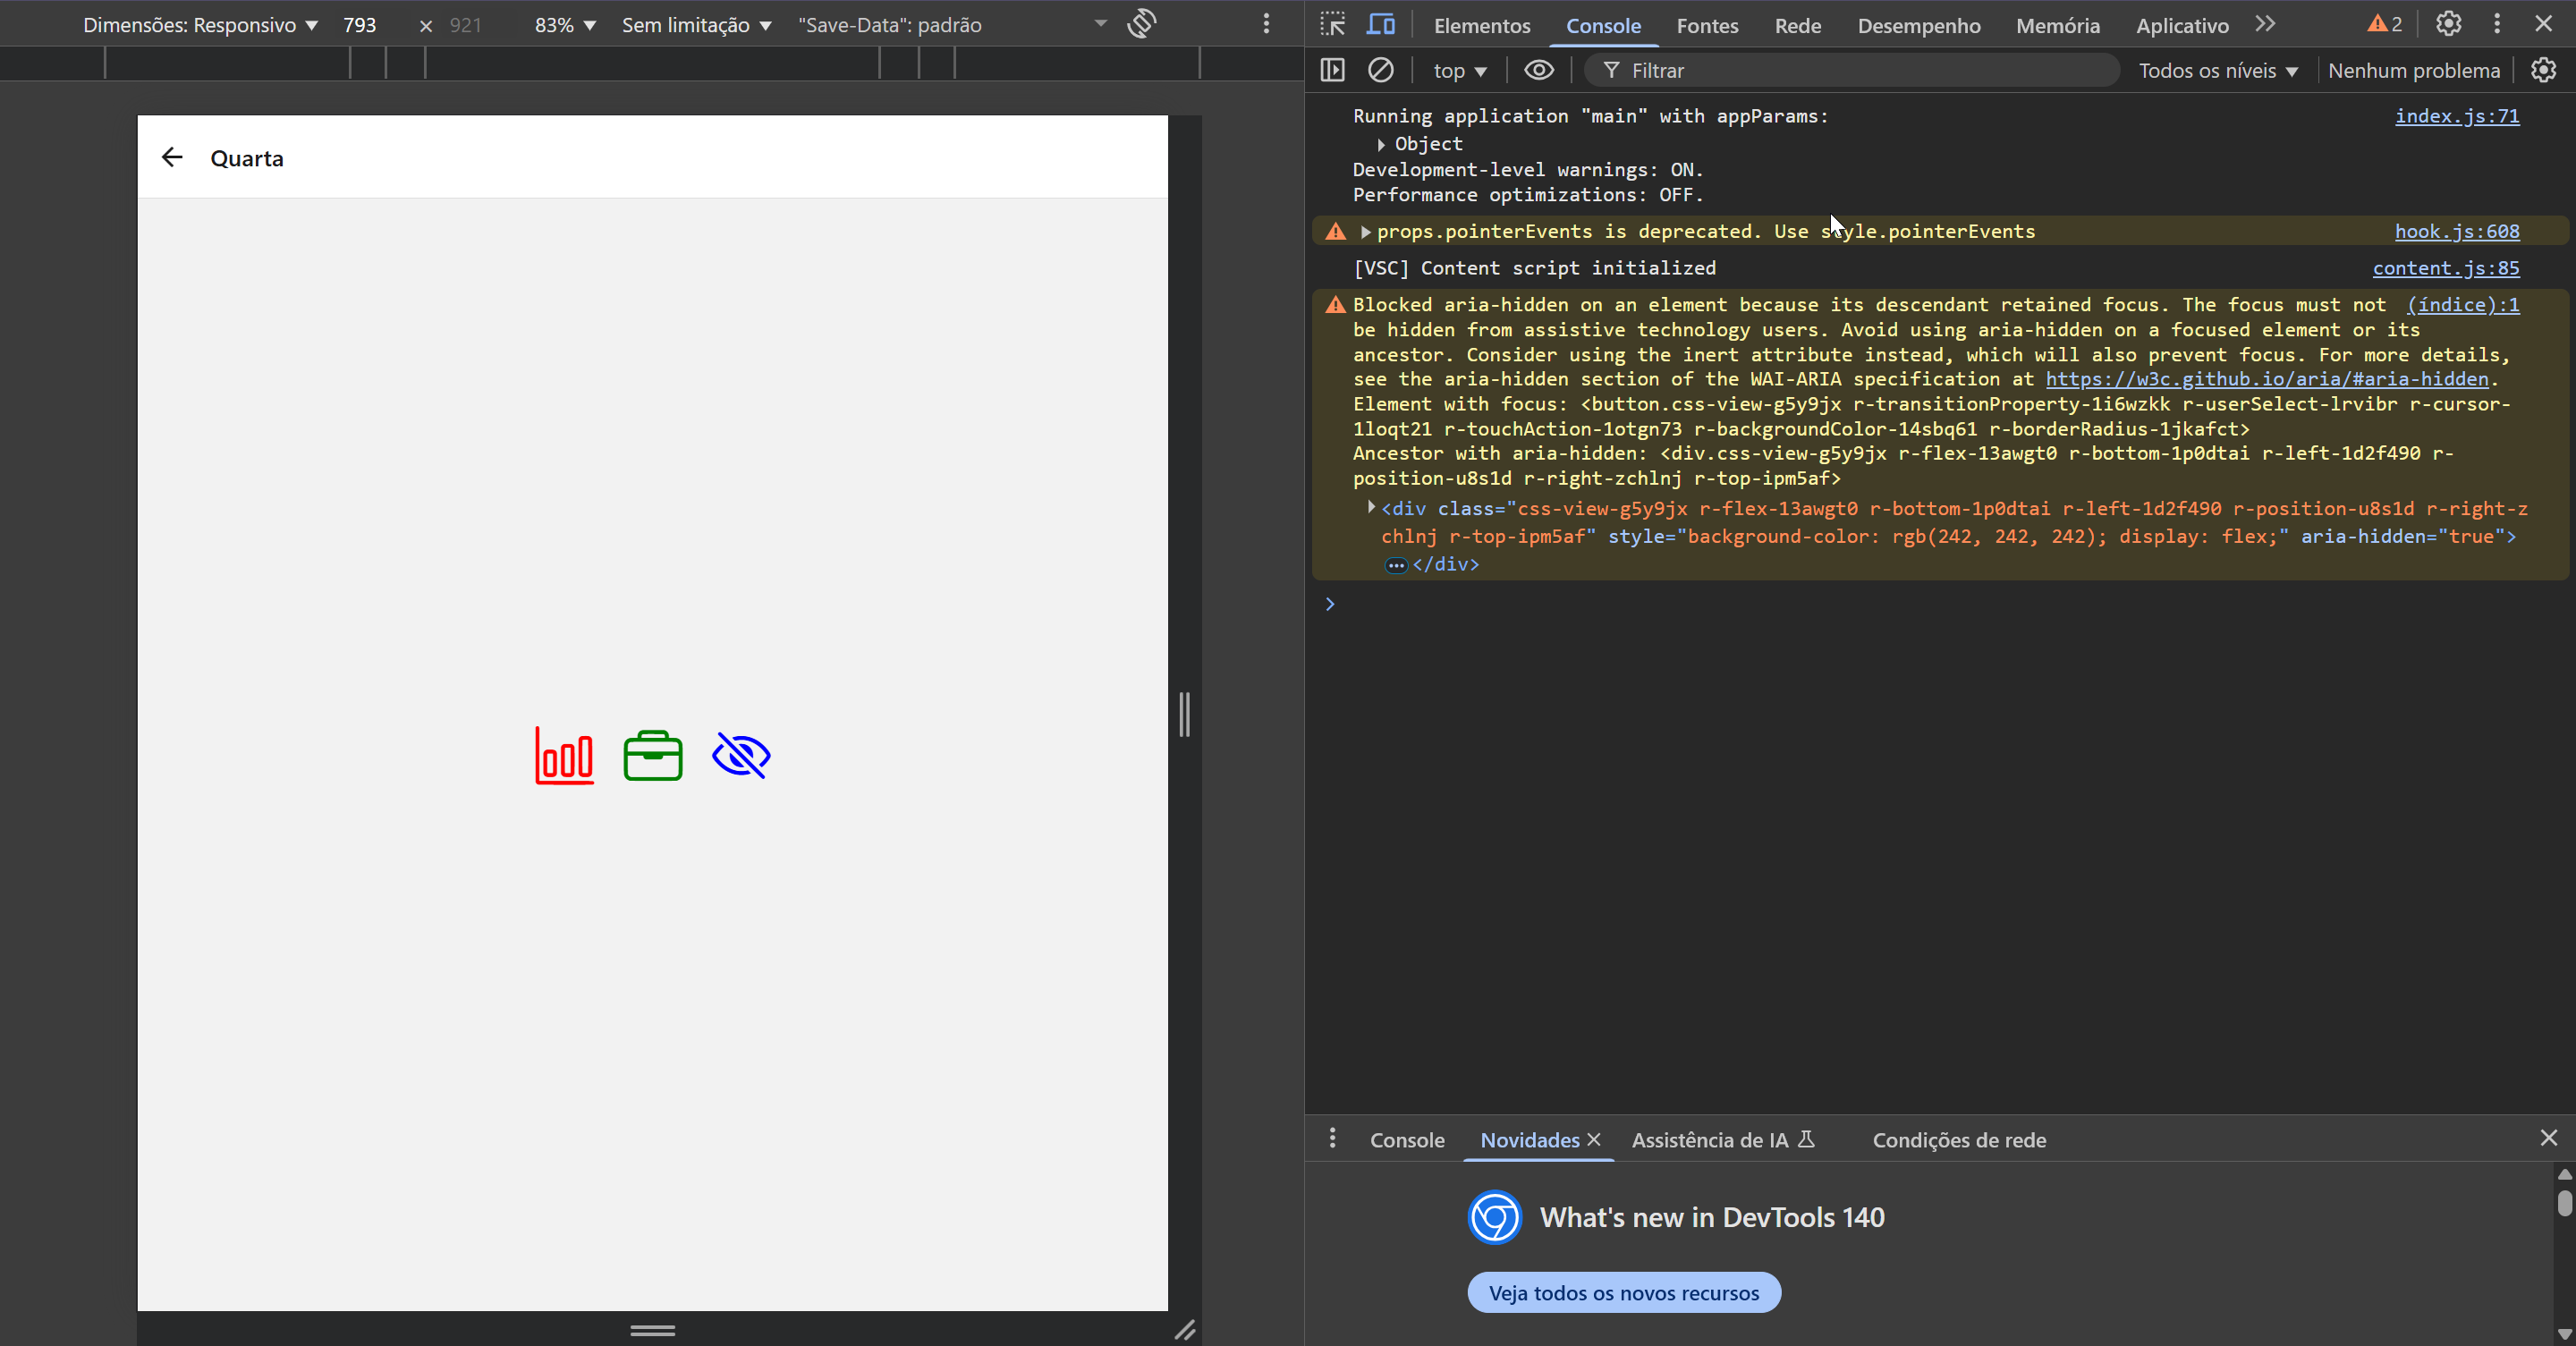 Dimensões: Responsivo 793 × 921 83% Sem limitação "Save-Data": padrão
Quarta
Elementos Console Fontes Rede Desempenho Memória Aplicativo 2
top Filtrar Todos os níveis Nenhum problema
Running application "main" with appParams: index.js:71
Object
Development-level warnings: ON.
Performance optimizations: OFF.
props.pointerEvents is deprecated. Use style.pointerEvents hook.js:608
[VSC] Content script initialized content.js:85
Blocked aria-hidden on an element because its descendant retained focus. The focus must not (índice):1
be hidden from assistive technology users. Avoid using aria-hidden on a focused element or its
ancestor. Consider using the inert attribute instead, which will also prevent focus. For more details,
see the aria-hidden section of the WAI-ARIA specification at https://w3c.github.io/aria/#aria-hidden.
Element with focus: <button.css-view-g5y9jx r-transitionProperty-1i6wzkk r-userSelect-lrvibr r-cursor-
1loqt21 r-touchAction-1otgn73 r-backgroundColor-14sbq61 r-borderRadius-1jkafct>
Ancestor with aria-hidden: <div.css-view-g5y9jx r-flex-13awgt0 r-bottom-1p0dtai r-left-1d2f490 r-
position-u8s1d r-right-zchlnj r-top-ipm5af>
<div class="css-view-g5y9jx r-flex-13awgt0 r-bottom-1p0dtai r-left-1d2f490 r-position-u8s1d r-right-z
chlnj r-top-ipm5af" style="background-color: rgb(242, 242, 242); display: flex;" aria-hidden="true">
</div>
Console Novidades Assistência de IA Condições de rede
What's new in DevTools 140
Veja todos os novos recursos